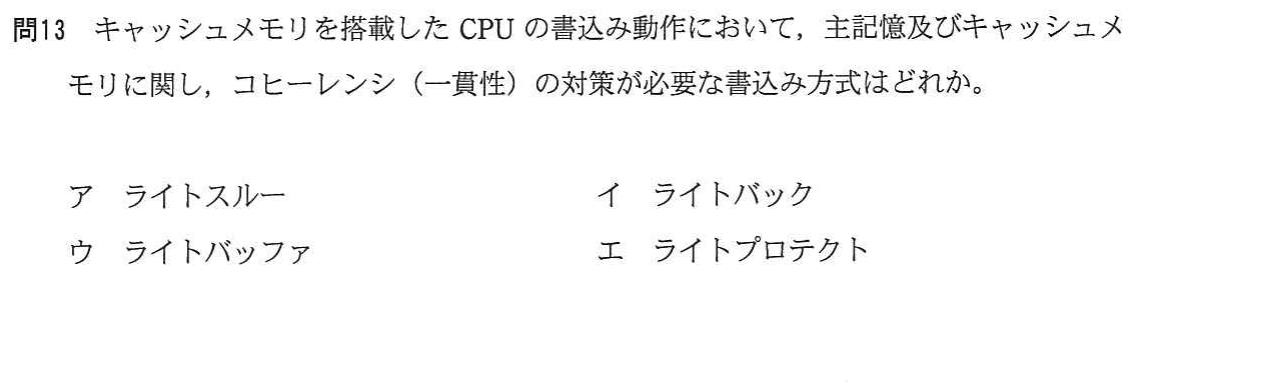 問13　キャッシュメモリを搭載した CPU の書込み動作において，主記憶及びキャッシュメ
モリに関し，コヒーレンシ（一貫性）の対策が必要な書込み方式はどれか。
ア　ライトスルー　イ　ライトバック
ウ　ライトバッファ　エ　ライトプロテクト